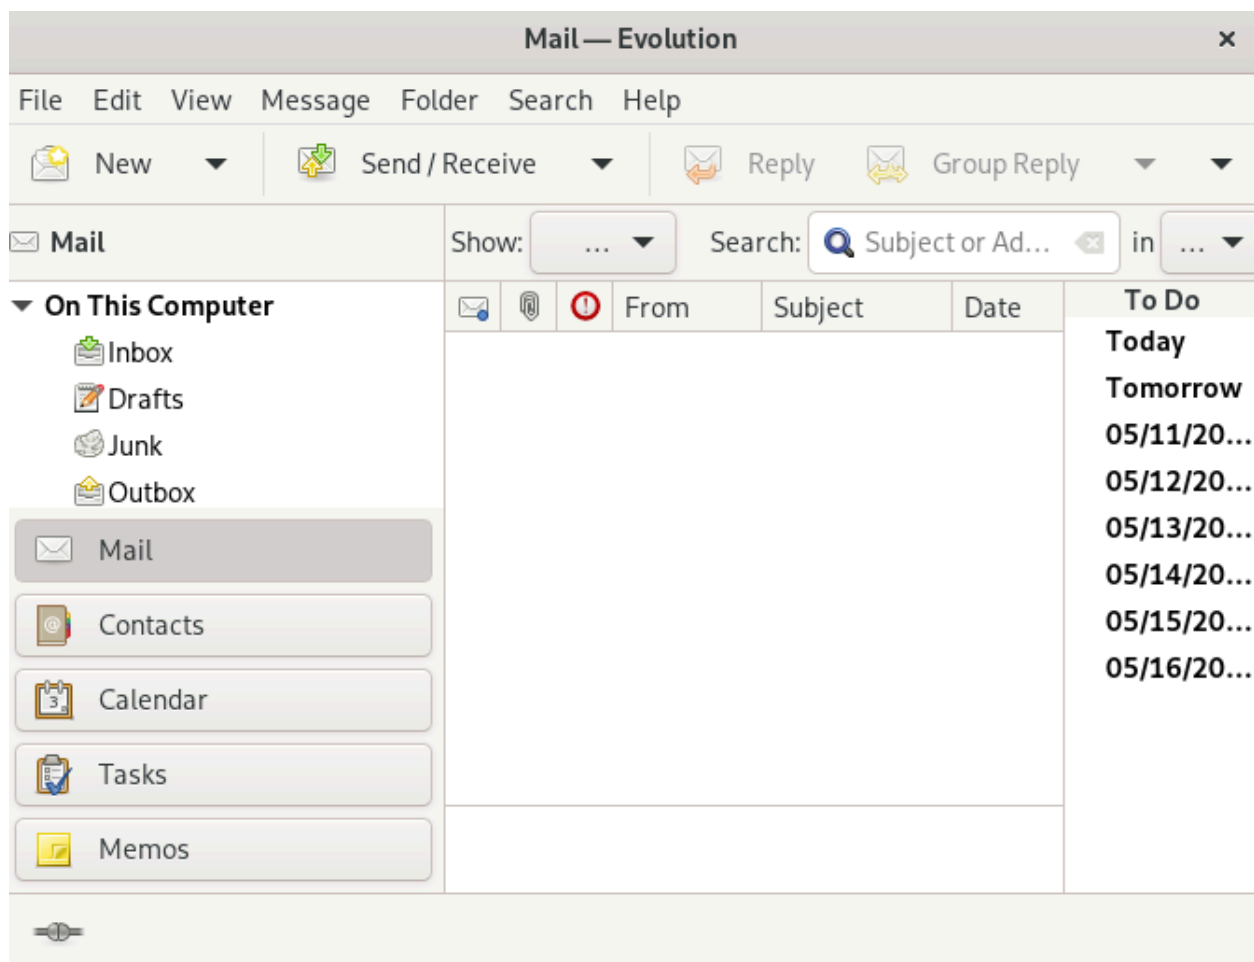 Mail — Evolution
File Edit View Message Folder Search Help
New Send / Receive Reply Group Reply
Mail
Show: ... Search: Subject or Ad... in ...
On This Computer
Inbox
Drafts
Junk
Outbox
Mail
Contacts
Calendar
Tasks
Memos
From Subject Date
To Do
Today
Tomorrow
05/11/20...
05/12/20...
05/13/20...
05/14/20...
05/15/20...
05/16/20...